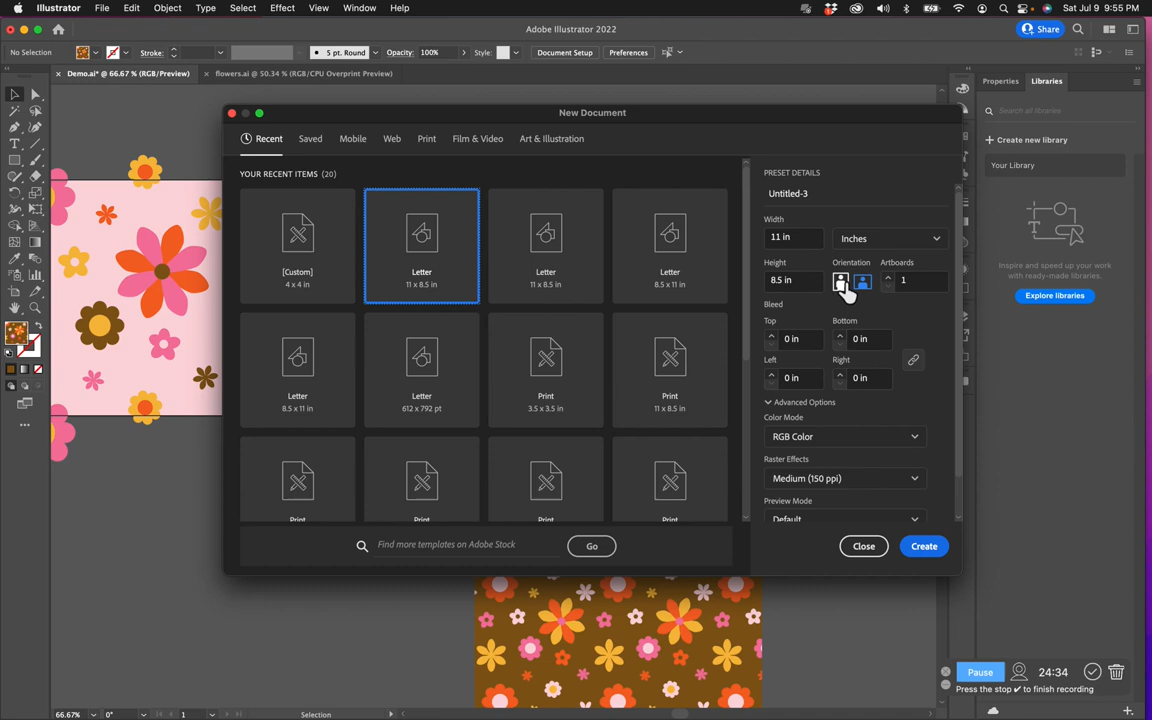 Illustrator File Edit Object Type Select Effect View Window Help Sat Jul 9 9:55 PM
Adobe Illustrator 2022 Share
No Selection Stroke: 5 pt. Round Opacity: 100% Style: Document Setup Preferences
Demo.ai* @ 66.67 % (RGB/Preview) flowers.ai @ 50.34 % (RGB/CPU Overprint Preview)
Properties Libraries
Search all libraries
Create new library
Your Library
Inspire and speed up your work
with ready-made libraries.
Explore libraries
New Document
Recent Saved Mobile Web Print Film & Video Art & Illustration
YOUR RECENT ITEMS (20)
[Custom]
4 x 4 in
Letter
11 x 8.5 in
Letter
11 x 8.5 in
Letter
8.5 x 11 in
Letter
8.5 x 11 in
Letter
612 x 792 pt
Print
3.5 x 3.5 in
Print
11 x 8.5 in
Print
Print
Print
Print
Find more templates on Adobe Stock Go
PRESET DETAILS
Untitled-3
Width
11 in Inches
Height Orientation Artboards
8.5 in 1
Bleed
Top Bottom
0 in 0 in
Left Right
0 in 0 in
Advanced Options
Color Mode
RGB Color
Raster Effects
Medium (150 ppi)
Preview Mode
Default
Close Create
Pause 24:34
Press the stop ✔ to finish recording
66.67% 0° 1 Selection